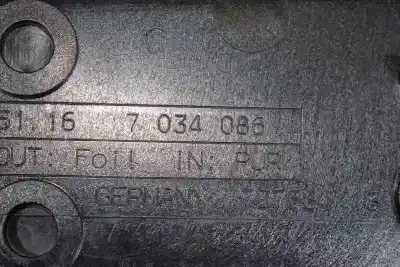 51.16 7 034 086
OUT: Foil IN: PUR
GERMANY